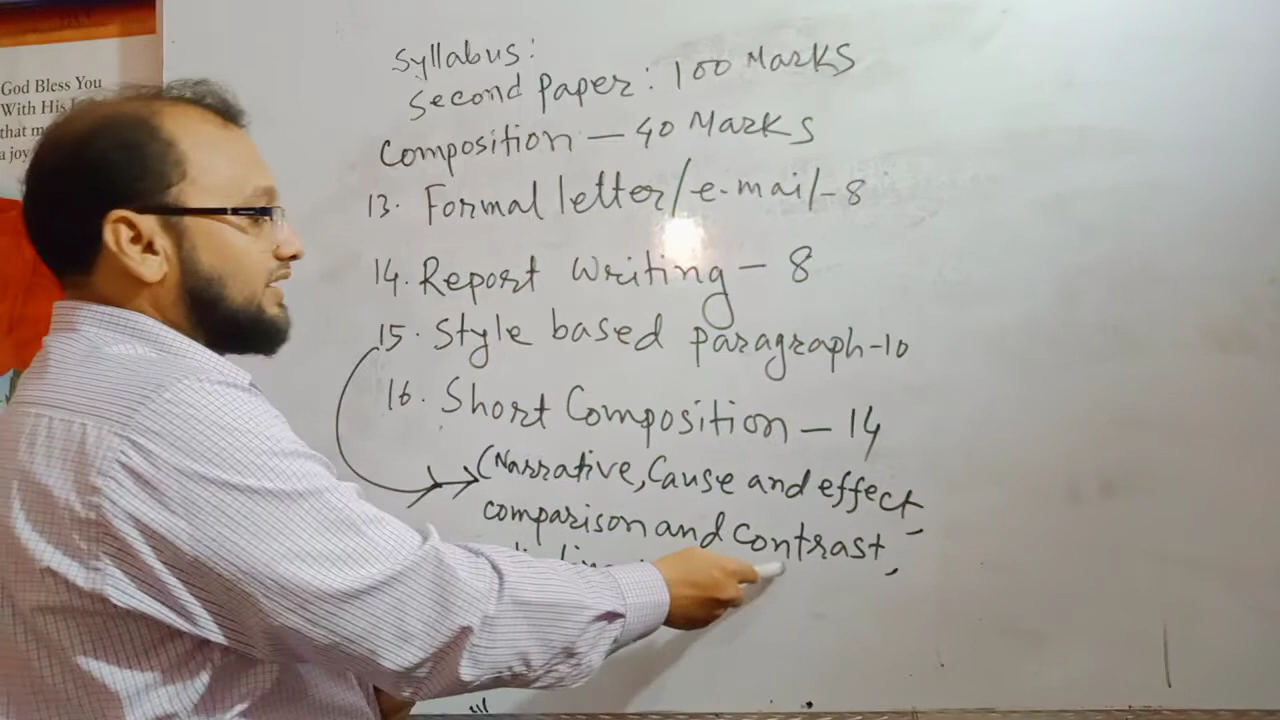 God Bless You
With His
that
a joy
Syllabus:
Second Paper: 100 Marks
Composition — 40 Marks
13. Formal letter/e-mail-8
14. Report Writing — 8
15. Style based paragraph-10
16. Short Composition — 14
(Narrative, Cause and effect,
comparison and contrast,